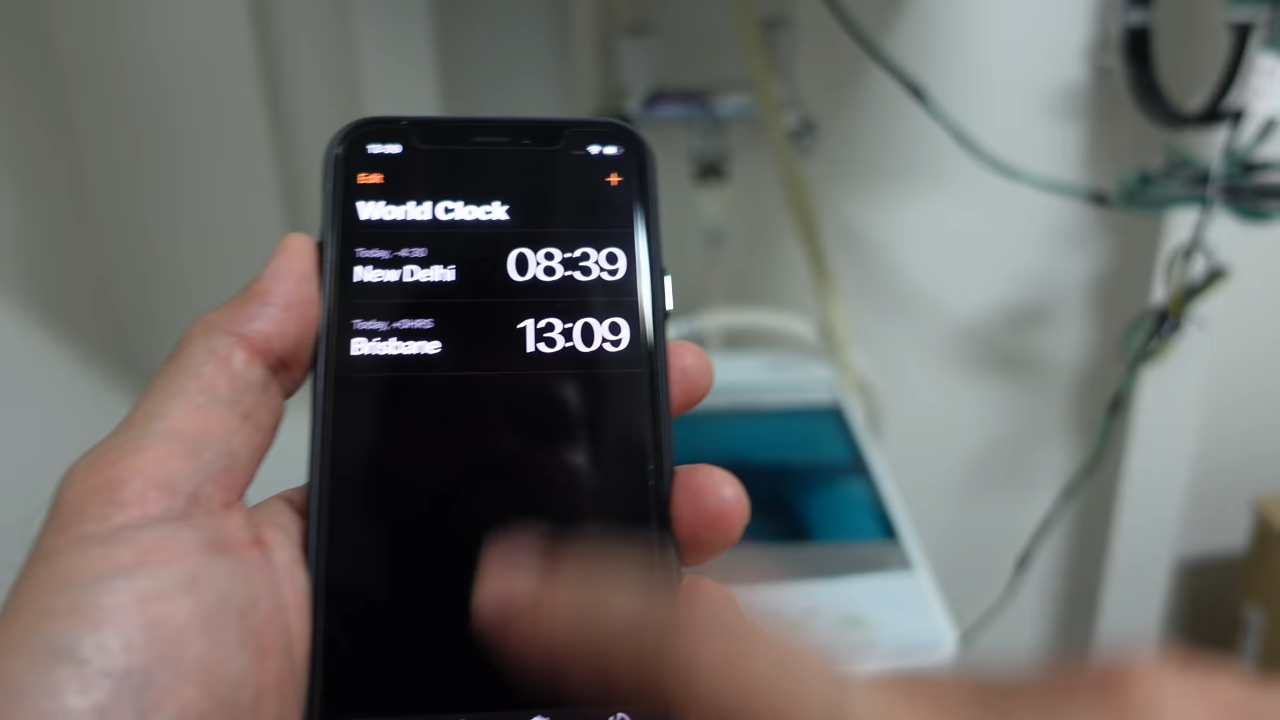 Edit
World Clock
Today, -4:30
New Delhi
08:39
Today, +0HRS
Brisbane
13:09